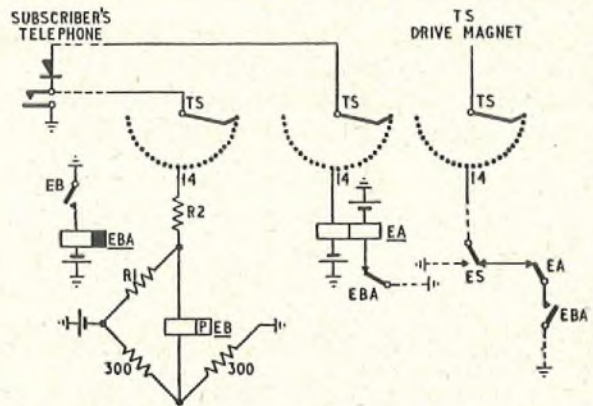 SUBSCRIBER'S
TELEPHONE
TS
DRIVE MAGNET
TS
TS
TS
14
14
14
EB
R2
EBA
EA
R1
EBA
ES
EA
EBA
P
EB
300
300